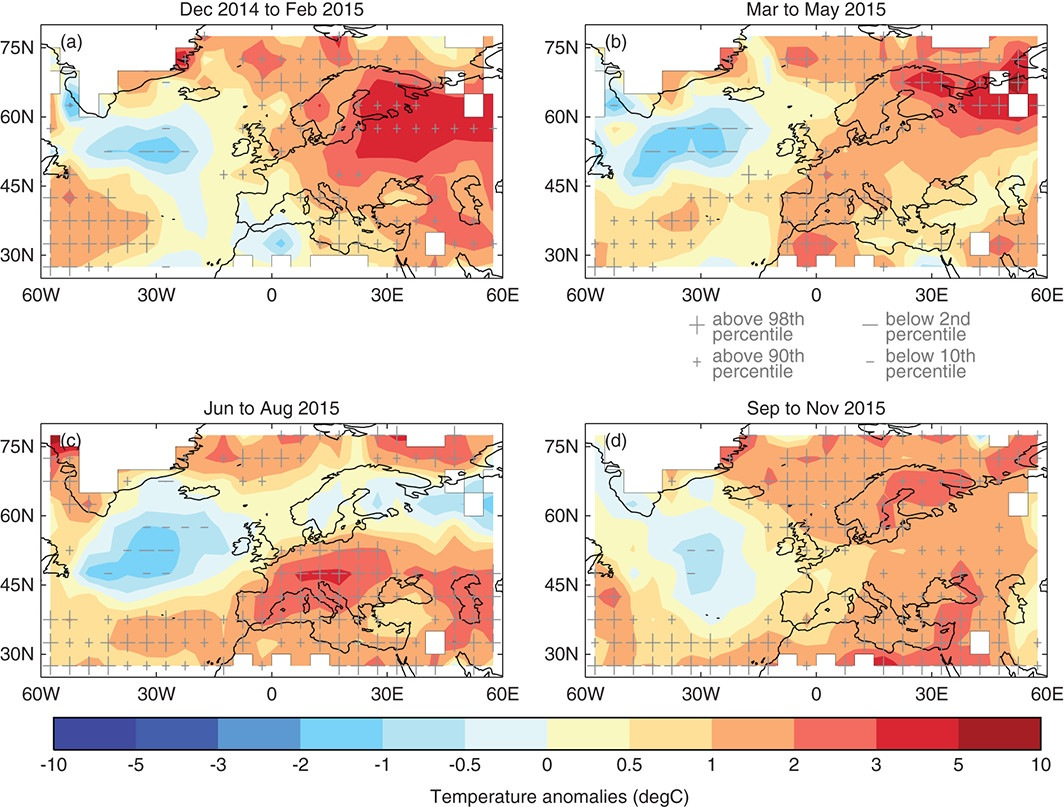 Dec 2014 to Feb 2015
Mar to May 2015
(a)
75N
60N
45N
30N
60W 30W 0 30E 60E
(b)
75N
60N
45N
30N
60W 30W 0 30E 60E
above 98th
percentile
below 2nd
percentile
above 90th
percentile
below 10th
percentile
Jun to Aug 2015
Sep to Nov 2015
(c)
75N
60N
45N
30N
60W 30W 0 30E 60E
(d)
75N
60N
45N
30N
60W 30W 0 30E 60E
-10 -5 -3 -2 -1 -0.5 0 0.5 1 2 3 5 10
Temperature anomalies (degC)